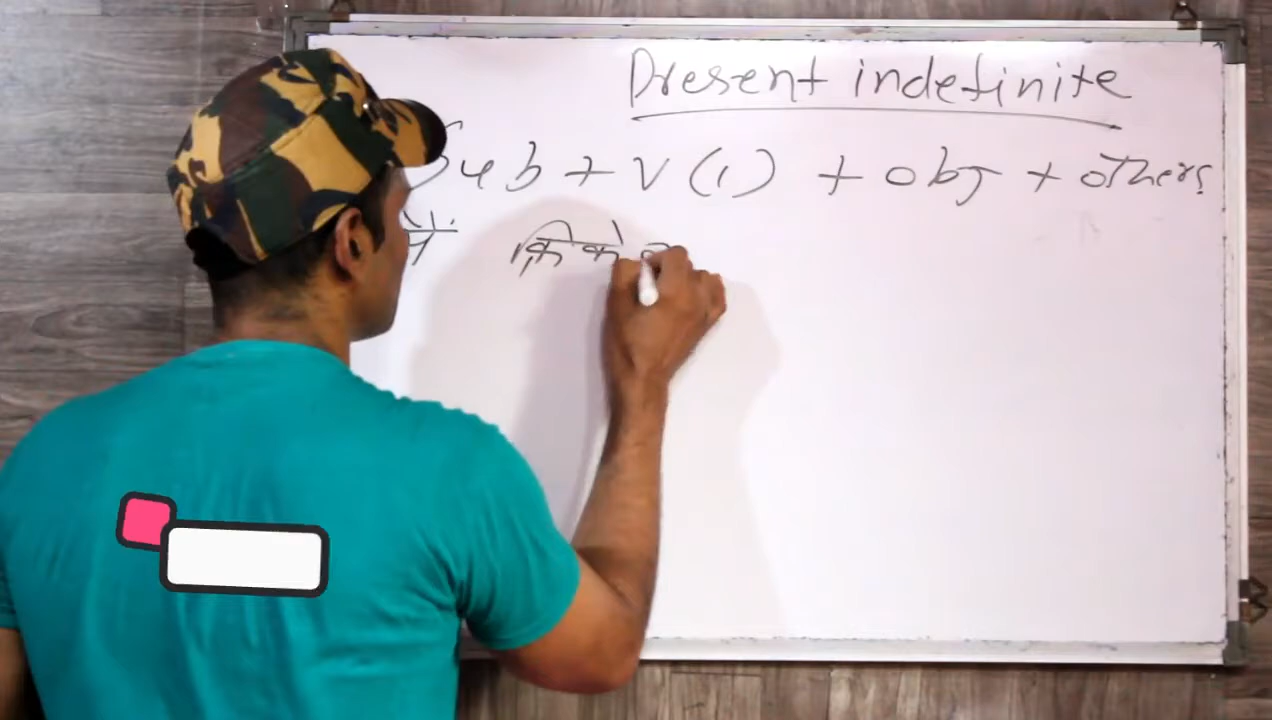 Present indefinite
Sub + V (1) + obj + others